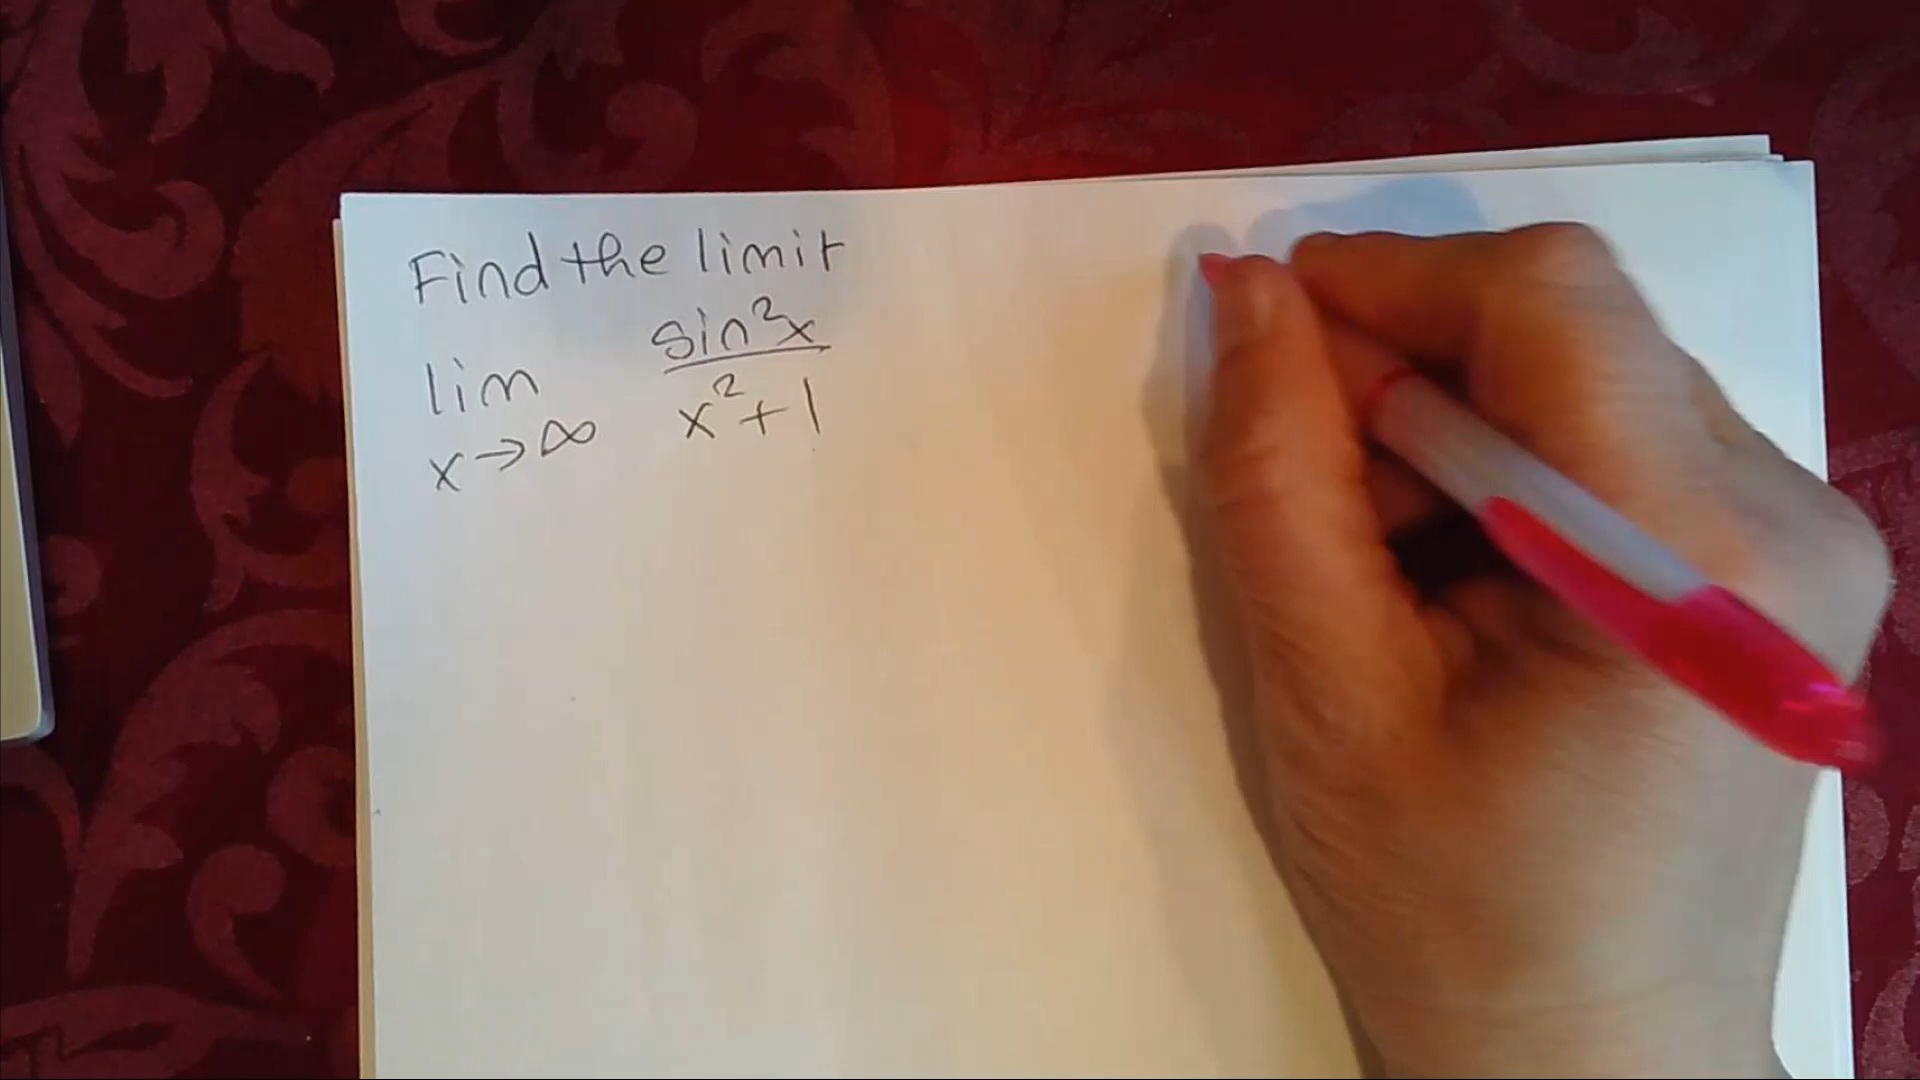 Find the limit
lim sin²x / x²+1
x→∞